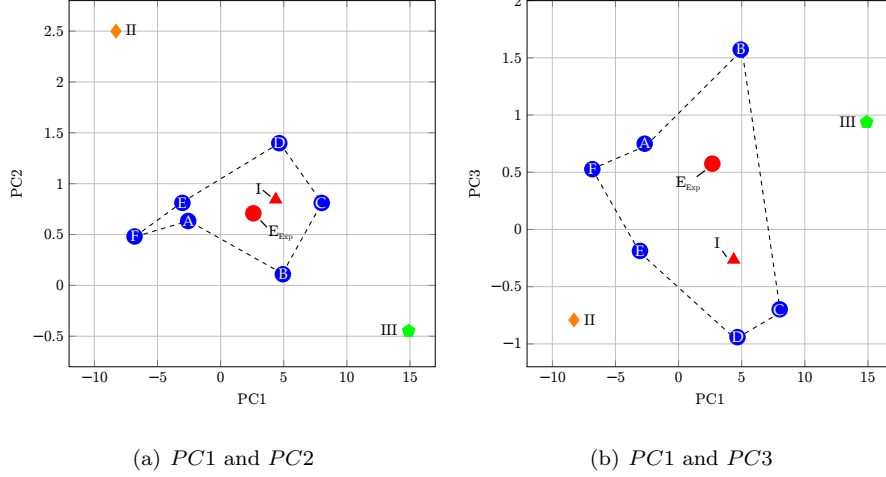 2.5
2
1.5
1
0.5
0
−0.5
−10
−5
0
5
10
15
PC1
PC2
II
D
I
E
C
A
F
E_Exp
B
III
2
1.5
1
0.5
0
−0.5
−1
−10
−5
0
5
10
15
PC1
PC3
B
III
A
F
E_Exp
E
I
C
II
D
(a) PC1 and PC2
(b) PC1 and PC3